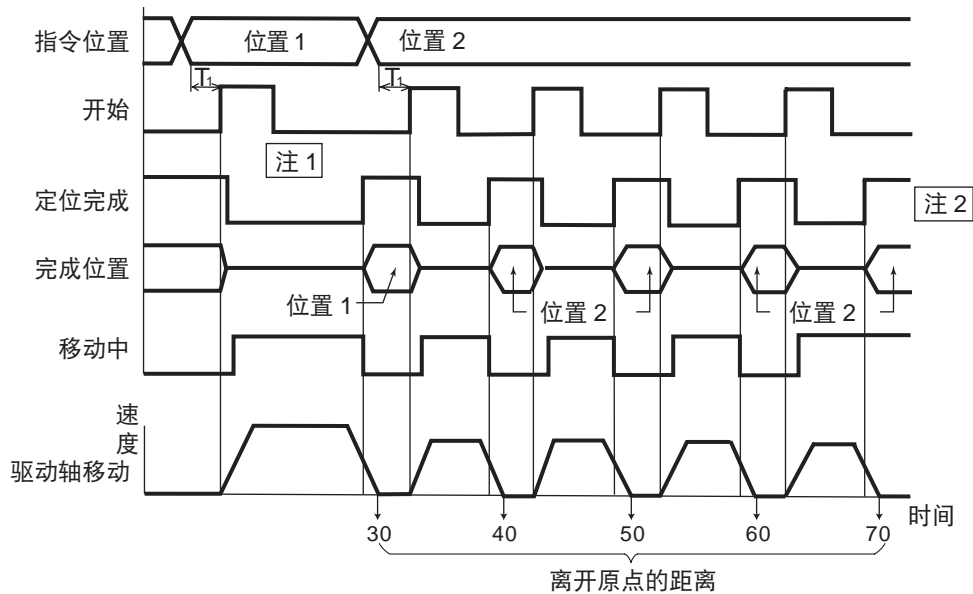 指令位置
位置 1
位置 2
T1
T1
开始
注 1
定位完成
注 2
完成位置
位置 1
位置 2
位置 2
移动中
速
度
驱动轴移动
时间
30
40
50
60
70
离开原点的距离